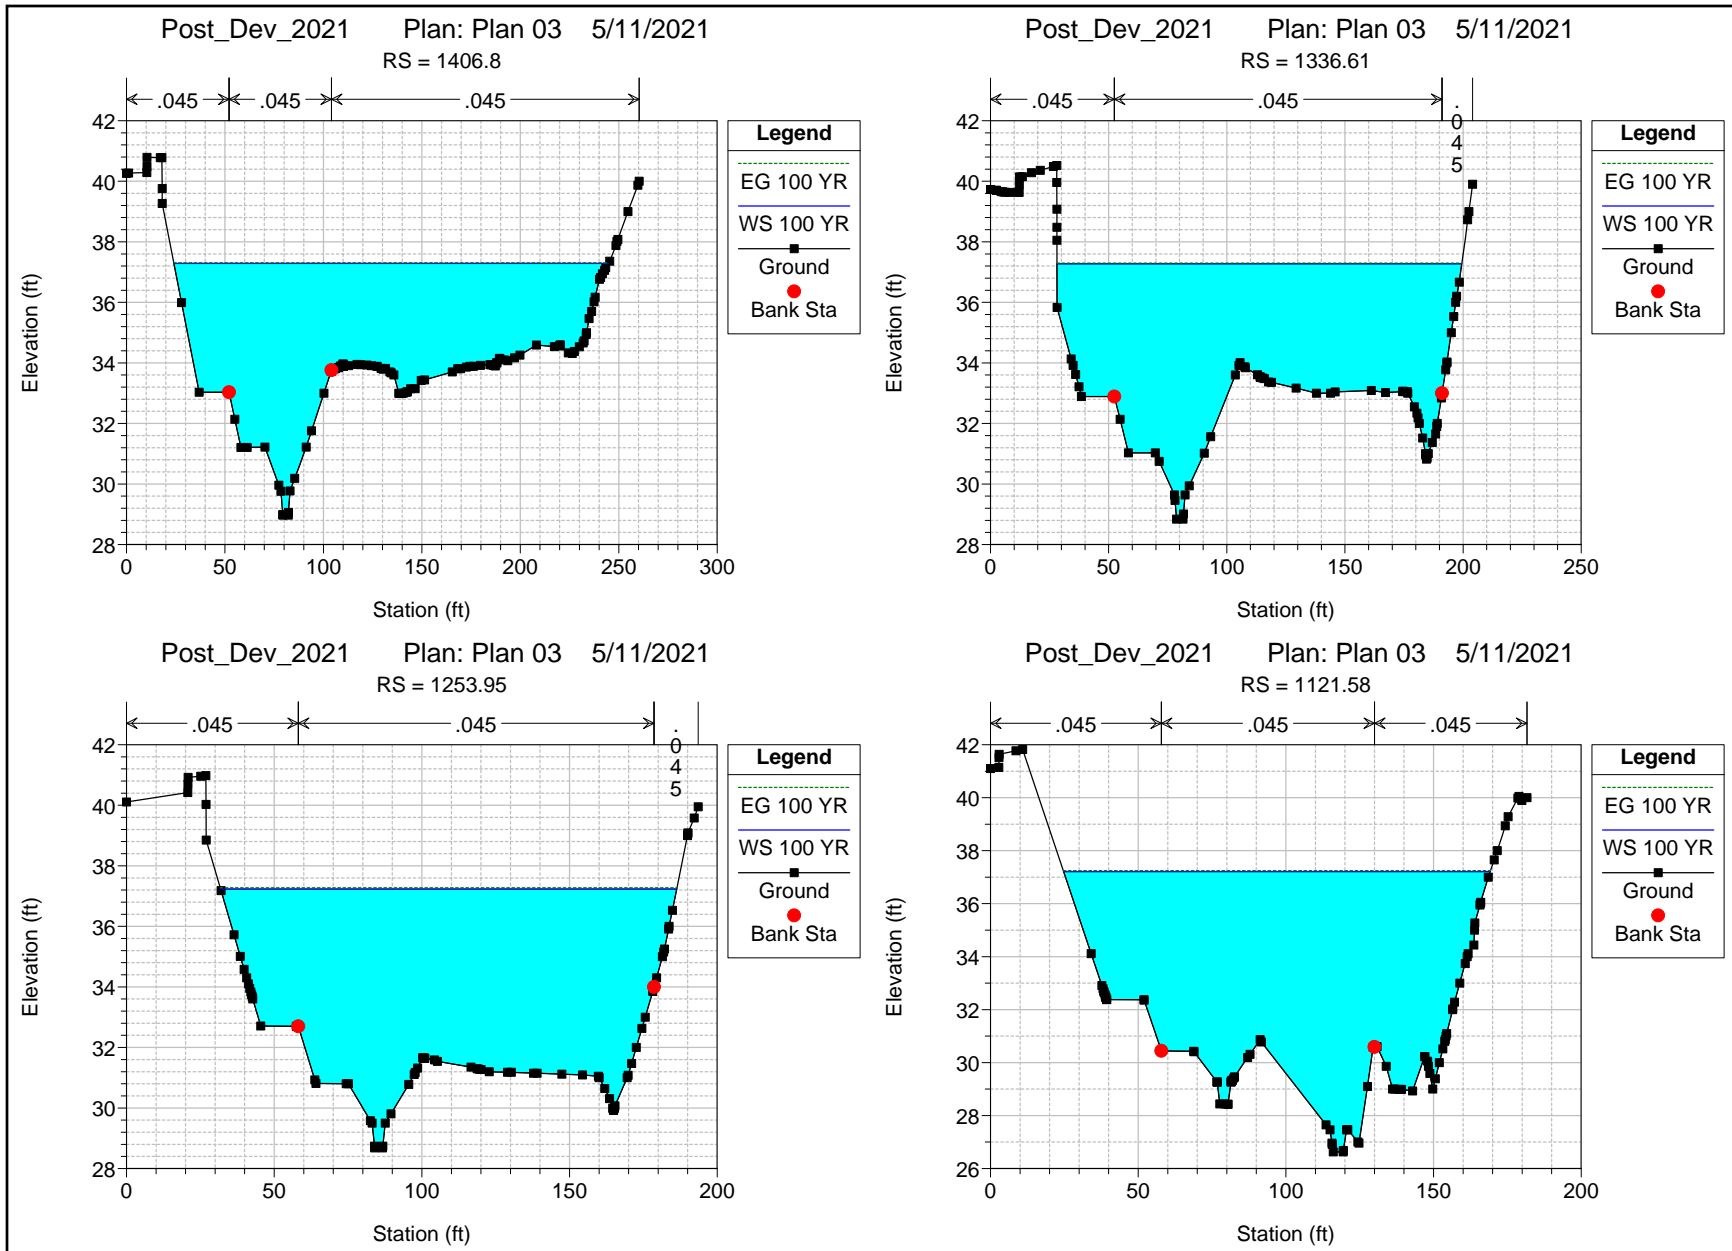 Post_Dev_2021 Plan: Plan 03 5/11/2021
RS = 1406.8
.045 .045 .045
42
40
38
36
34
32
30
28
0 50 100 150 200 250 300
Elevation (ft)
Station (ft)
Legend
EG 100 YR
WS 100 YR
Ground
Bank Sta
Post_Dev_2021 Plan: Plan 03 5/11/2021
RS = 1336.61
.045 .045 .
0
4
5
42
40
38
36
34
32
30
28
0 50 100 150 200 250
Elevation (ft)
Station (ft)
Legend
EG 100 YR
WS 100 YR
Ground
Bank Sta
Post_Dev_2021 Plan: Plan 03 5/11/2021
RS = 1253.95
.045 .045 .
0
4
5
42
40
38
36
34
32
30
28
0 50 100 150 200
Elevation (ft)
Station (ft)
Legend
EG 100 YR
WS 100 YR
Ground
Bank Sta
Post_Dev_2021 Plan: Plan 03 5/11/2021
RS = 1121.58
.045 .045 .045
42
40
38
36
34
32
30
28
26
0 50 100 150 200
Elevation (ft)
Station (ft)
Legend
EG 100 YR
WS 100 YR
Ground
Bank Sta